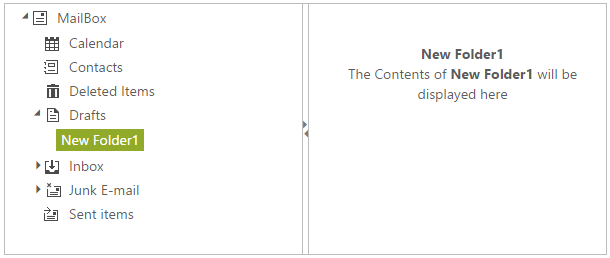 MailBox
Calendar
Contacts
Deleted Items
Drafts
New Folder1
Inbox
Junk E-mail
Sent items
New Folder1
The Contents of New Folder1 will be
displayed here